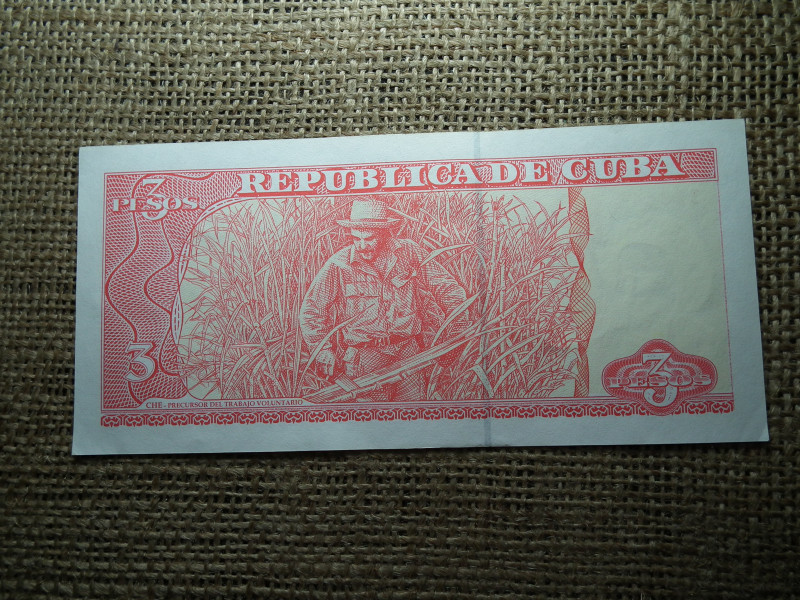 REPUBLICA DE CUBA
3
PESOS
3
CHE - PRECURSOR DEL TRABAJO VOLUNTARIO
3
PESOS